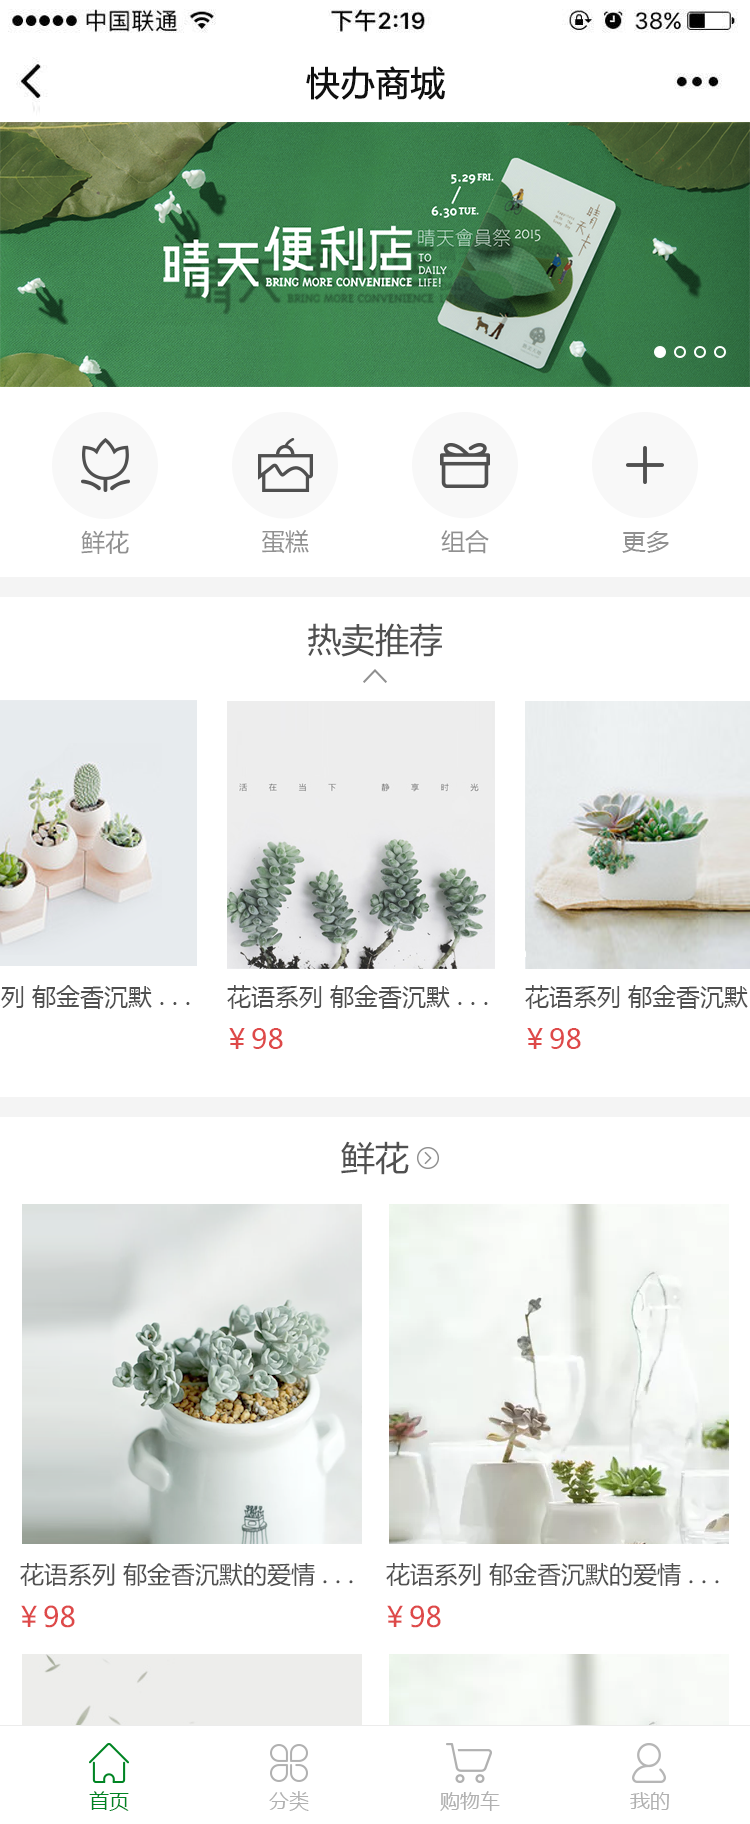 中国联通 下午2:19 38%
快办商城
5.29 FRI.
6.30 TUE.
晴天便利店
BRING MORE CONVENIENCE
晴天會員祭 2015
TO
DAILY
LIFE!
晴天卡
鲜花 蛋糕 组合 更多
热卖推荐
活在当下 静享时光
列 郁金香沉默 . . .
花语系列 郁金香沉默 . . .
花语系列 郁金香沉默
¥ 98
¥ 98
鲜花
花语系列 郁金香沉默的爱情 . . .
花语系列 郁金香沉默的爱情 . . .
¥ 98
¥ 98
首页 分类 购物车 我的